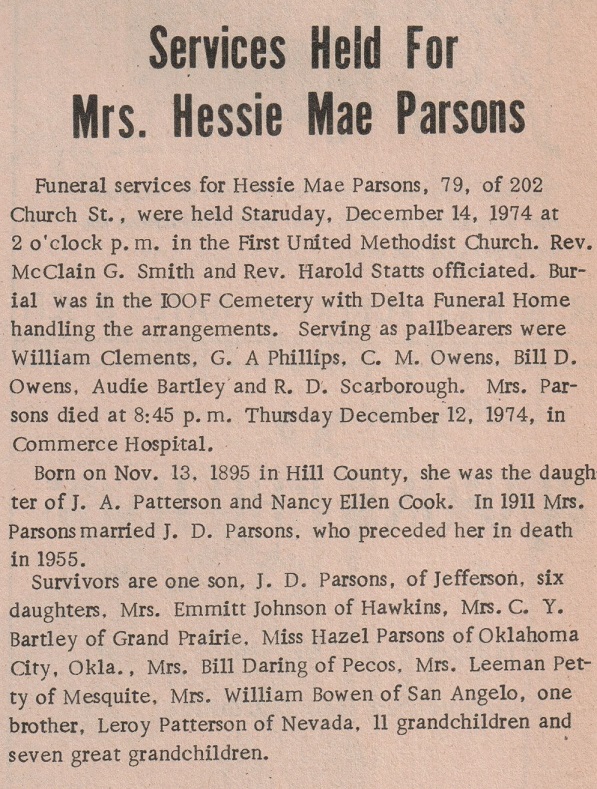 Services Held For
Mrs. Hessie Mae Parsons
Funeral services for Hessie Mae Parsons, 79, of 202
Church St., were held Staruday, December 14, 1974 at
2 o'clock p.m. in the First United Methodist Church. Rev.
McClain G. Smith and Rev. Harold Statts officiated. Bur-
ial was in the IOOF Cemetery with Delta Funeral Home
handling the arrangements. Serving as pallbearers were
William Clements, G. A Phillips, C. M. Owens, Bill D.
Owens, Audie Bartley and R. D. Scarborough. Mrs. Par-
sons died at 8:45 p.m. Thursday December 12, 1974, in
Commerce Hospital.
Born on Nov. 13, 1895 in Hill County, she was the daugh
ter of J. A. Patterson and Nancy Ellen Cook. In 1911 Mrs.
Parsons married J. D. Parsons, who preceded her in death
in 1955.
Survivors are one son, J. D. Parsons, of Jefferson, six
daughters, Mrs. Emmitt Johnson of Hawkins, Mrs. C. Y.
Bartley of Grand Prairie, Miss Hazel Parsons of Oklahoma
City, Okla., Mrs. Bill Daring of Pecos, Mrs. Leeman Pet-
ty of Mesquite, Mrs. William Bowen of San Angelo, one
brother, Leroy Patterson of Nevada, 11 grandchildren and
seven great grandchildren.